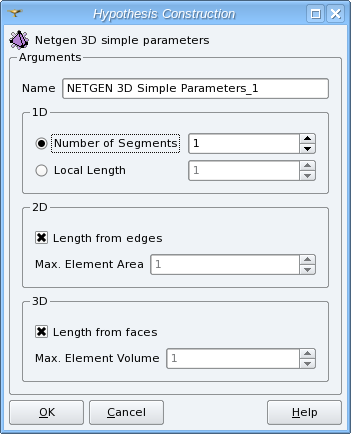 Hypothesis Construction
Netgen 3D simple parameters
Arguments
Name NETGEN 3D Simple Parameters_1
1D
Number of Segments 1
Local Length 1
2D
Length from edges
Max. Element Area 1
3D
Length from faces
Max. Element Volume 1
OK Cancel Help